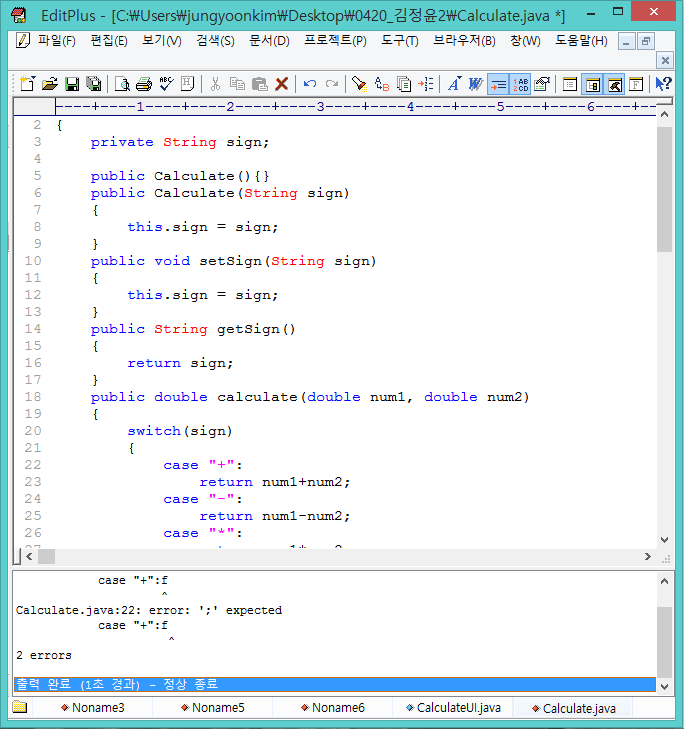 EditPlus - [C:₩Users₩jungyoonkim₩Desktop₩0420_김정윤2₩Calculate.java *]
파일(F) 편집(E) 보기(V) 검색(S) 문서(D) 프로젝트(P) 도구(T) 브라우저(B) 창(W) 도움말(H)
----+----1----+----2----+----3----+----4----+----5----+----6----+--
2 {
3     private String sign;
4
5     public Calculate(){}
6     public Calculate(String sign)
7     {
8         this.sign = sign;
9     }
10     public void setSign(String sign)
11     {
12         this.sign = sign;
13     }
14     public String getSign()
15     {
16         return sign;
17     }
18     public double calculate(double num1, double num2)
19     {
20         switch(sign)
21         {
22             case "+":
23                 return num1+num2;
24             case "-":
25                 return num1-num2;
26             case "*":
case "+":f
^
Calculate.java:22: error: ';' expected
case "+":f
^
2 errors
출력 완료 (1초 경과) - 정상 종료
Noname3 Noname5 Noname6 CalculateUI.java Calculate.java